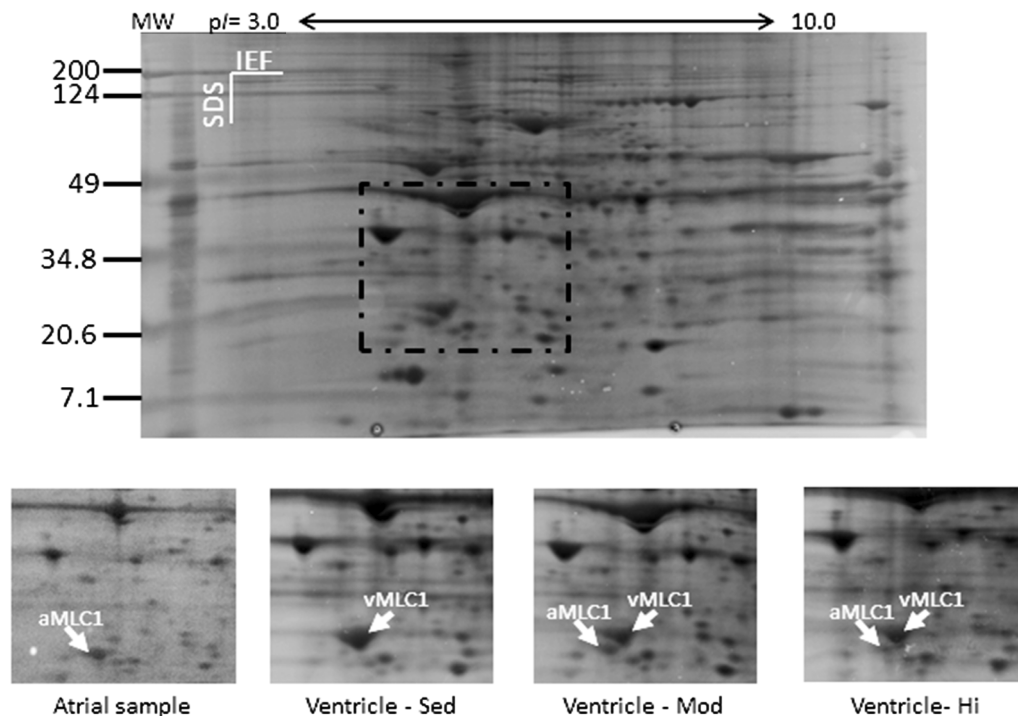 MW pI= 3.0 10.0
200
124
49
34.8
20.6
7.1
IEF
SDS
aMLC1
vMLC1
aMLC1 vMLC1
aMLC1 vMLC1
Atrial sample Ventricle - Sed Ventricle - Mod Ventricle- Hi